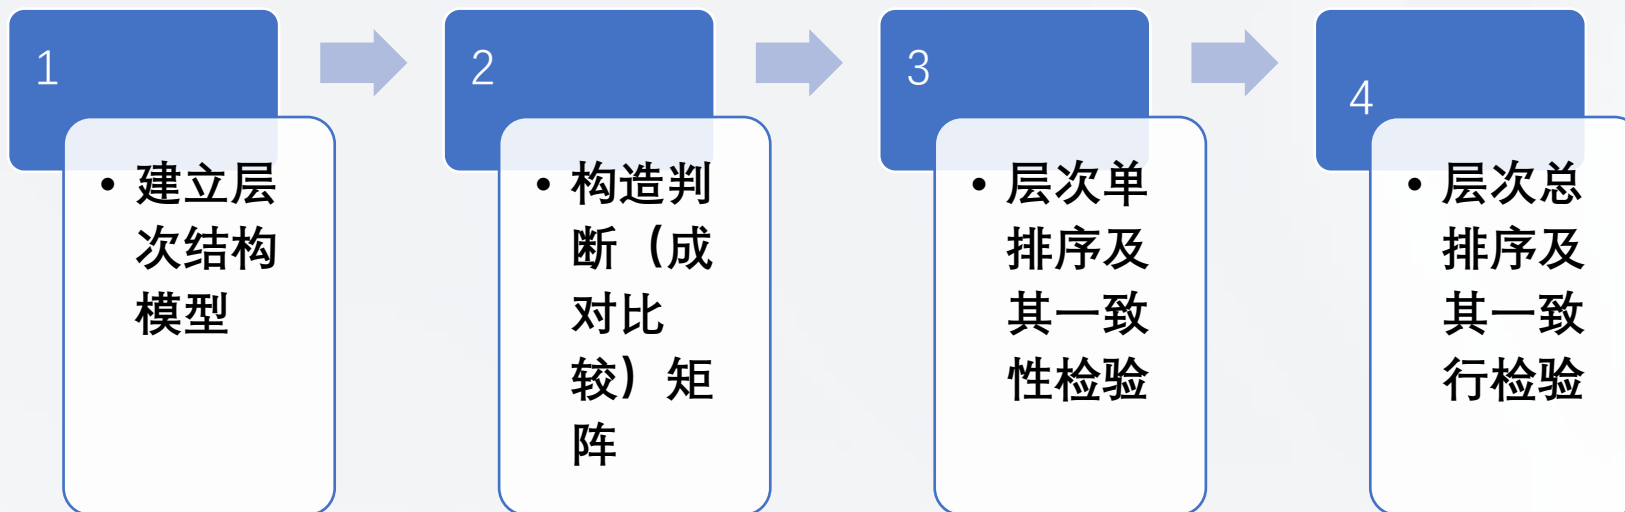 1
• 建立层
次结构
模型
2
• 构造判
断（成
对比
较）矩
阵
3
• 层次单
排序及
其一致
性检验
4
• 层次总
排序及
其一致
行检验